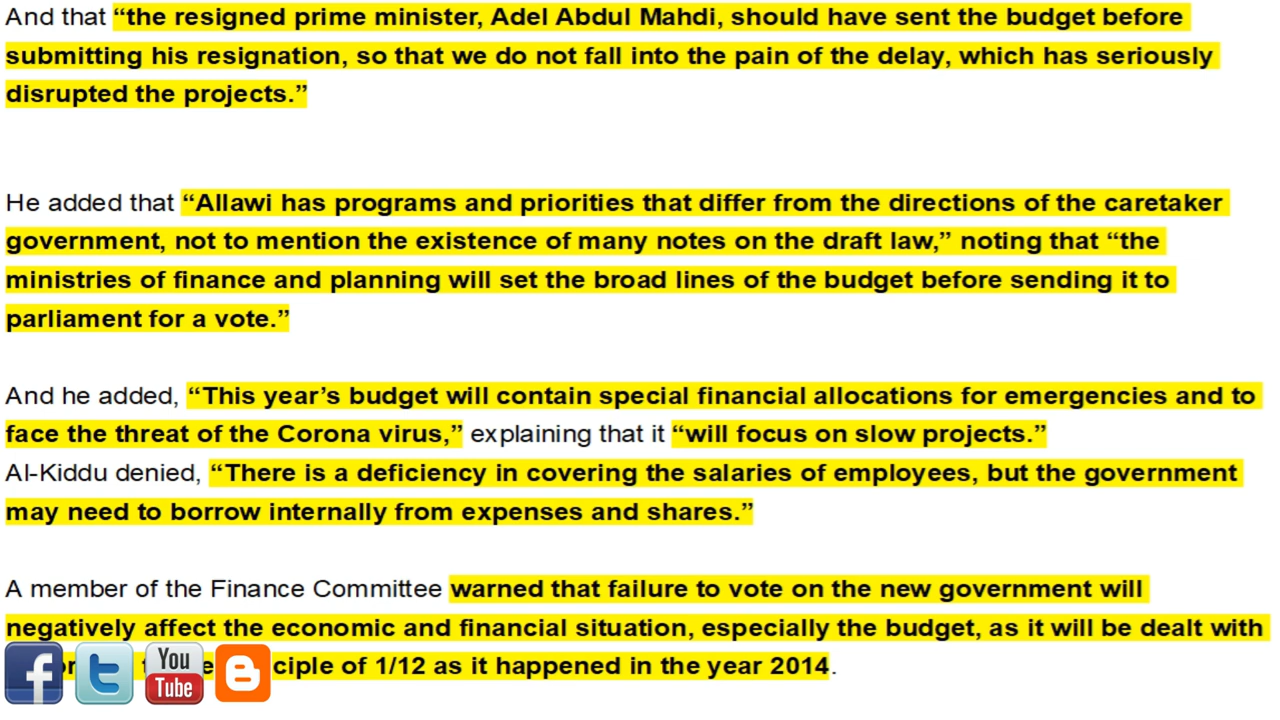 And that “the resigned prime minister, Adel Abdul Mahdi, should have sent the budget before
submitting his resignation, so that we do not fall into the pain of the delay, which has seriously
disrupted the projects.”
He added that “Allawi has programs and priorities that differ from the directions of the caretaker
government, not to mention the existence of many notes on the draft law,” noting that “the
ministries of finance and planning will set the broad lines of the budget before sending it to
parliament for a vote.”
And he added, “This year’s budget will contain special financial allocations for emergencies and to
face the threat of the Corona virus,” explaining that it “will focus on slow projects.”
Al-Kiddu denied, “There is a deficiency in covering the salaries of employees, but the government
may need to borrow internally from expenses and shares.”
A member of the Finance Committee warned that failure to vote on the new government will
negatively affect the economic and financial situation, especially the budget, as it will be dealt with
of 1/12 as it happened in the year 2014.
f
t
You
Tube